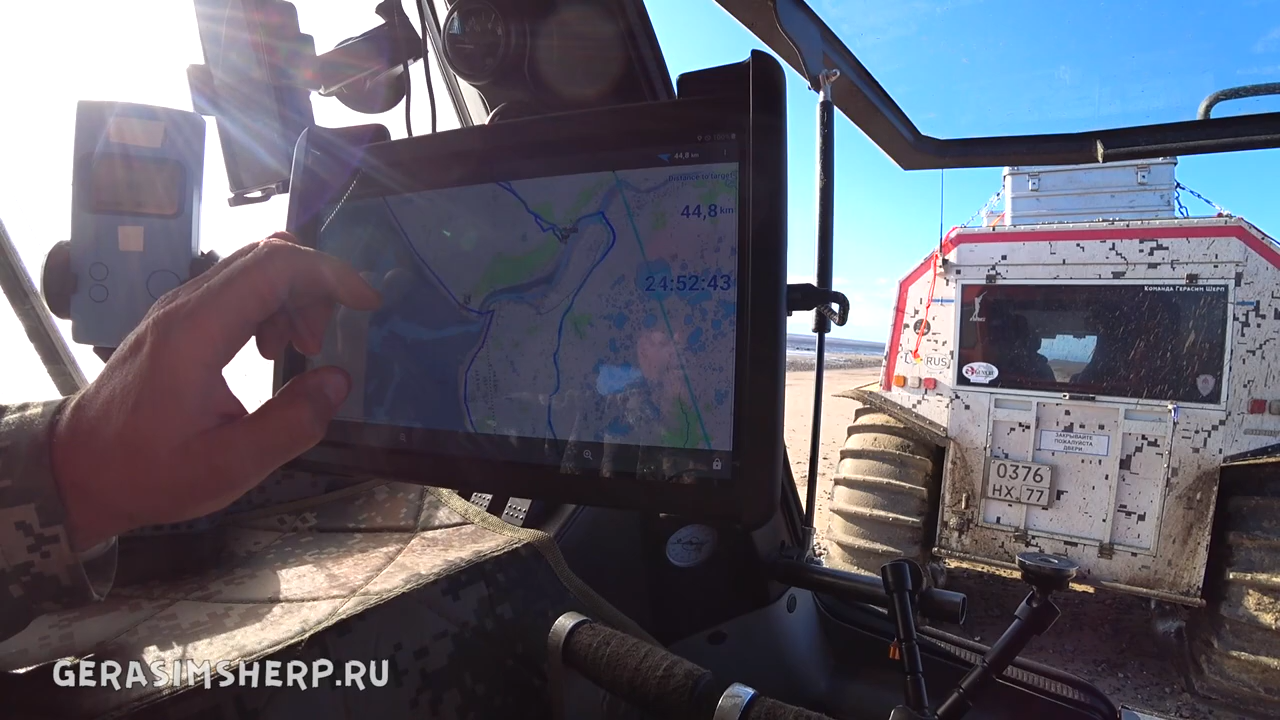 44,8 km
Distance to target
44,8 km
24:52:43
КОМАНДА ГЕРАСИМ ШЕРП
RUS
ЗАКРЫВАЙТЕ
ПОЖАЛУЙСТА
ДВЕРИ
0376
НХ 77
GERASIMSHERP.RU